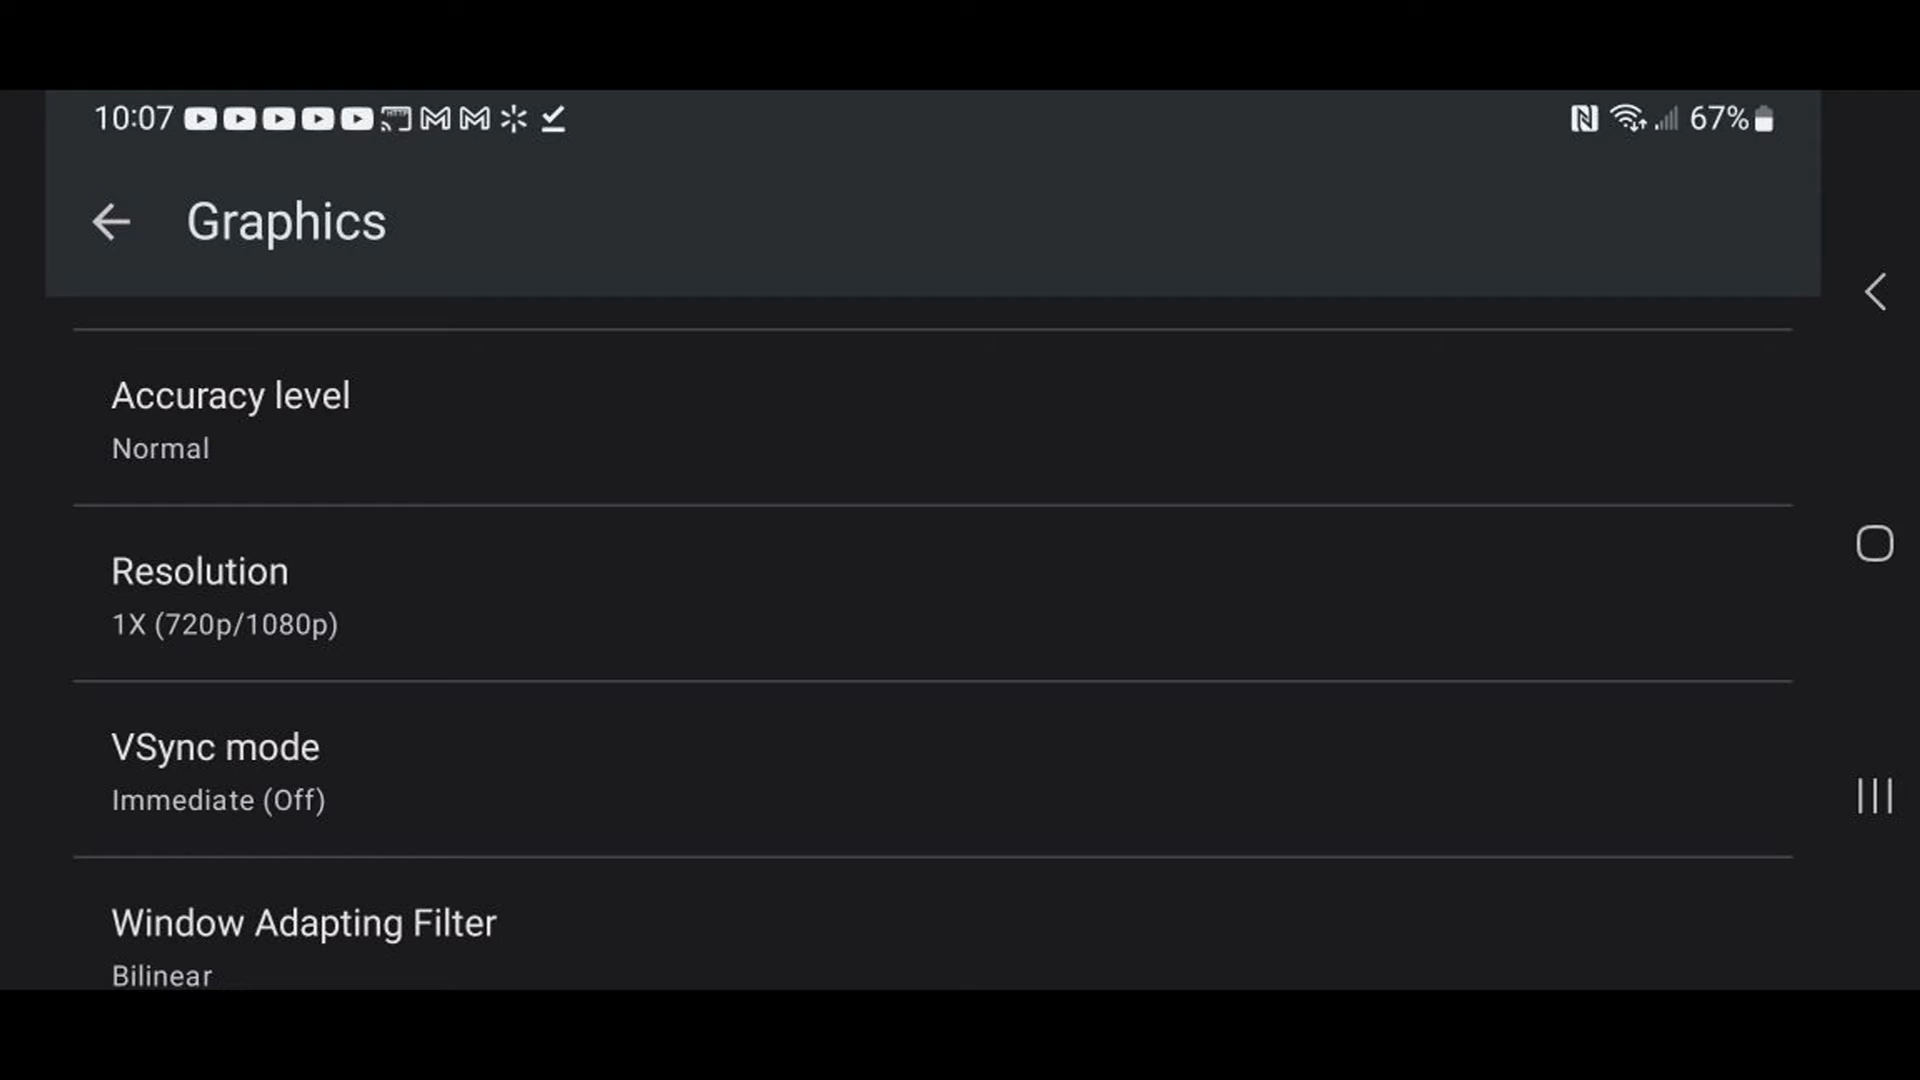 10:07
67%
Graphics
Accuracy level
Normal
Resolution
1X (720p/1080p)
VSync mode
Immediate (Off)
Window Adapting Filter
Bilinear